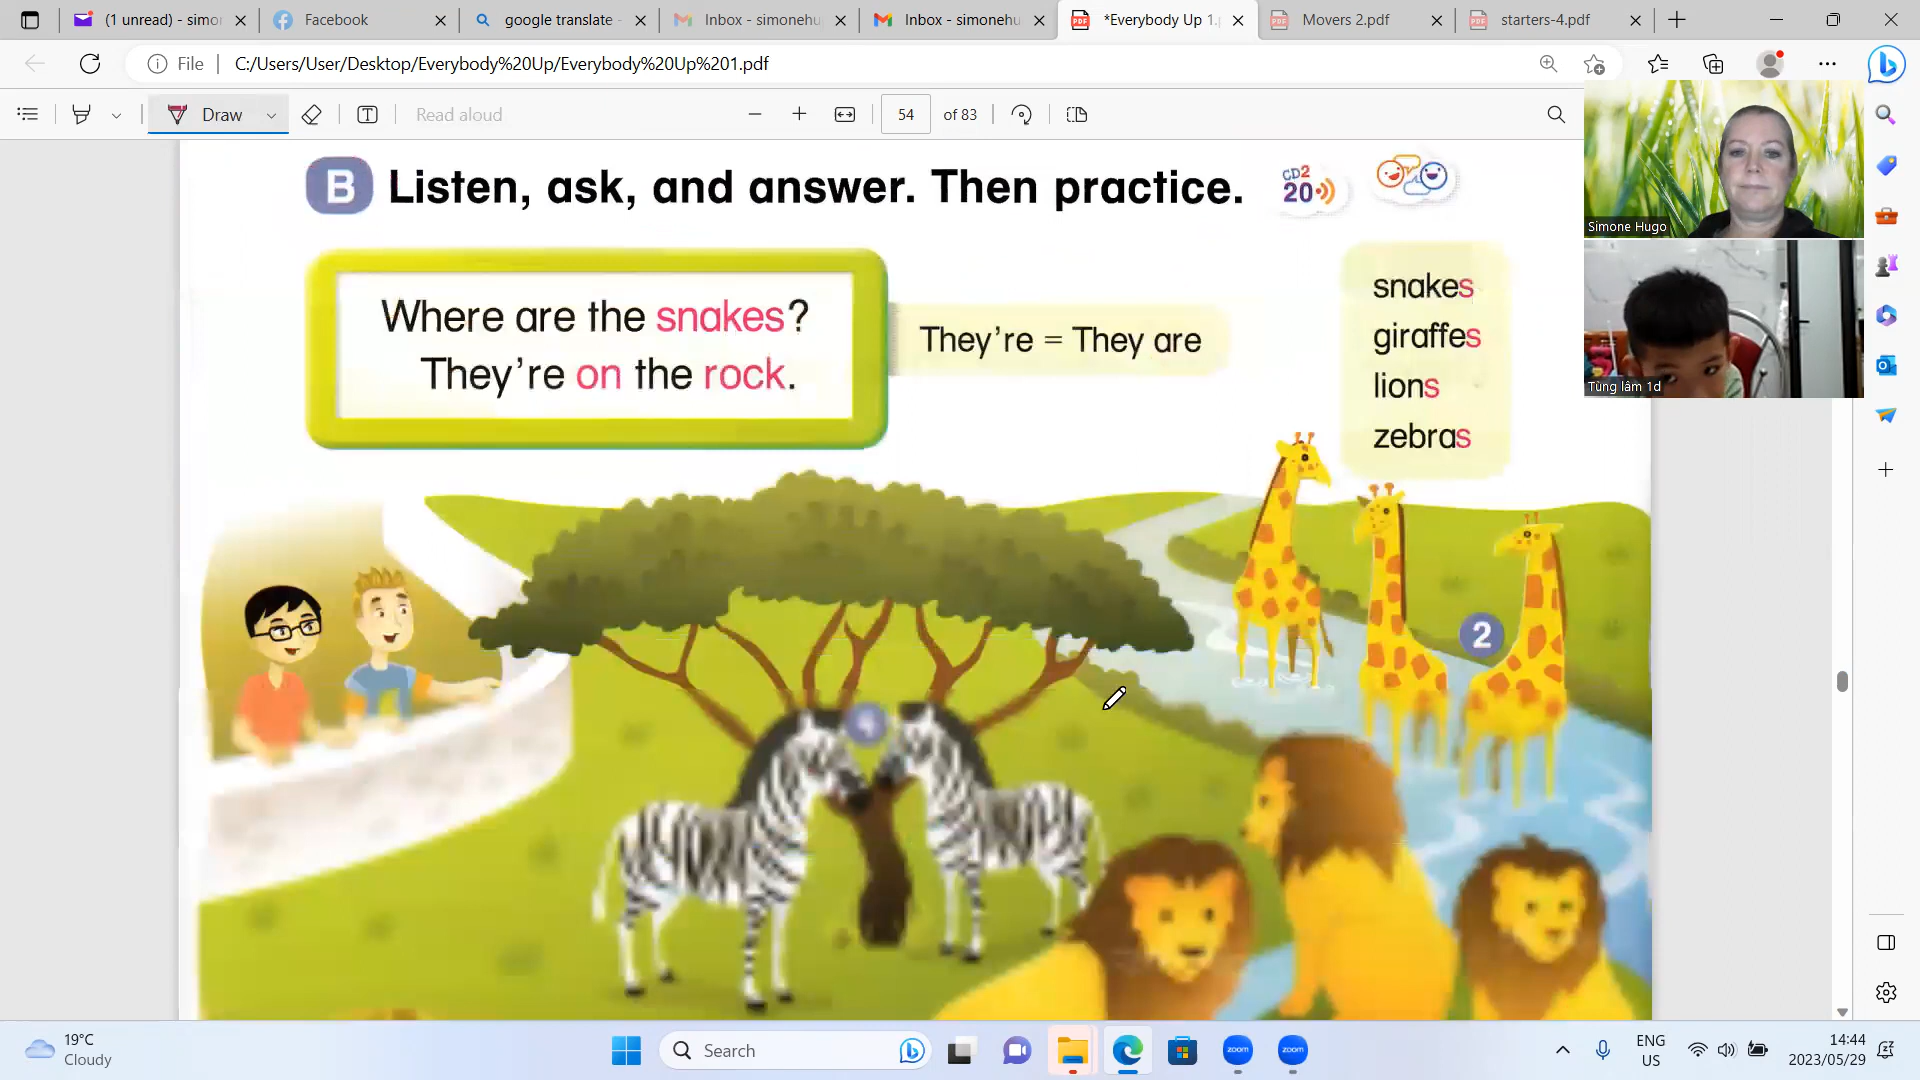 (1 unread) - simo
Facebook
google translate -
Inbox - simonehu
Inbox - simonehu
*Everybody Up 1.p
Movers 2.pdf
starters-4.pdf
File
C:/Users/User/Desktop/Everybody%20Up/Everybody%20Up%201.pdf
Draw
Read aloud
54 of 83
B Listen, ask, and answer. Then practice.
CD2
20
Where are the snakes?
They're on the rock.
They're = They are
snakes
giraffes
lions
zebras
Simone Hugo
Tùng lâm 1d
2
4
19°C
Cloudy
Search
zoom
zoom
ENG
US
14:44
2023/05/29